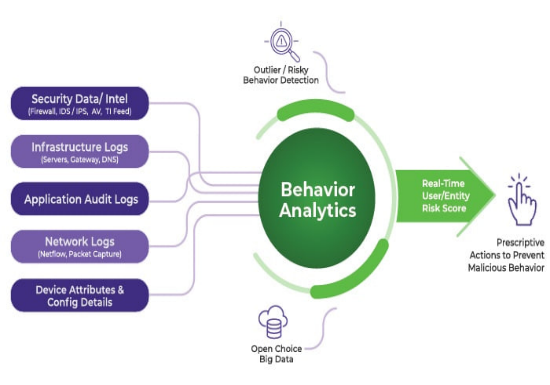 Outlier / Risky
Behavior Detection
Security Data/ Intel
(Firewall, IDS / IPS, AV, TI Feed)
Infrastructure Logs
(Servers, Gateway, DNS)
Application Audit Logs
Network Logs
(Netflow, Packet Capture)
Device Attributes &
Config Details
Behavior
Analytics
Real-Time
User/Entity
Risk Score
Prescriptive
Actions to Prevent
Malicious Behavior
Open Choice
Big Data